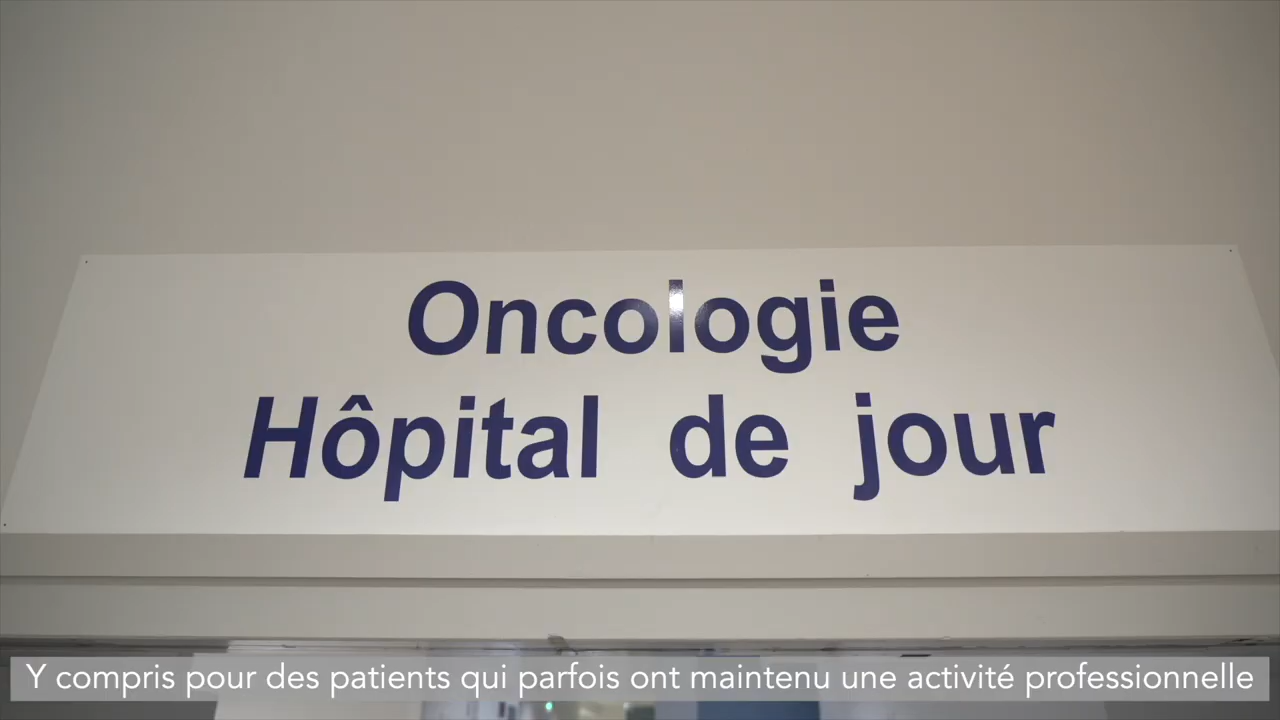 Oncologie
Hôpital de jour
Y compris pour des patients qui parfois ont maintenu une activité professionnelle